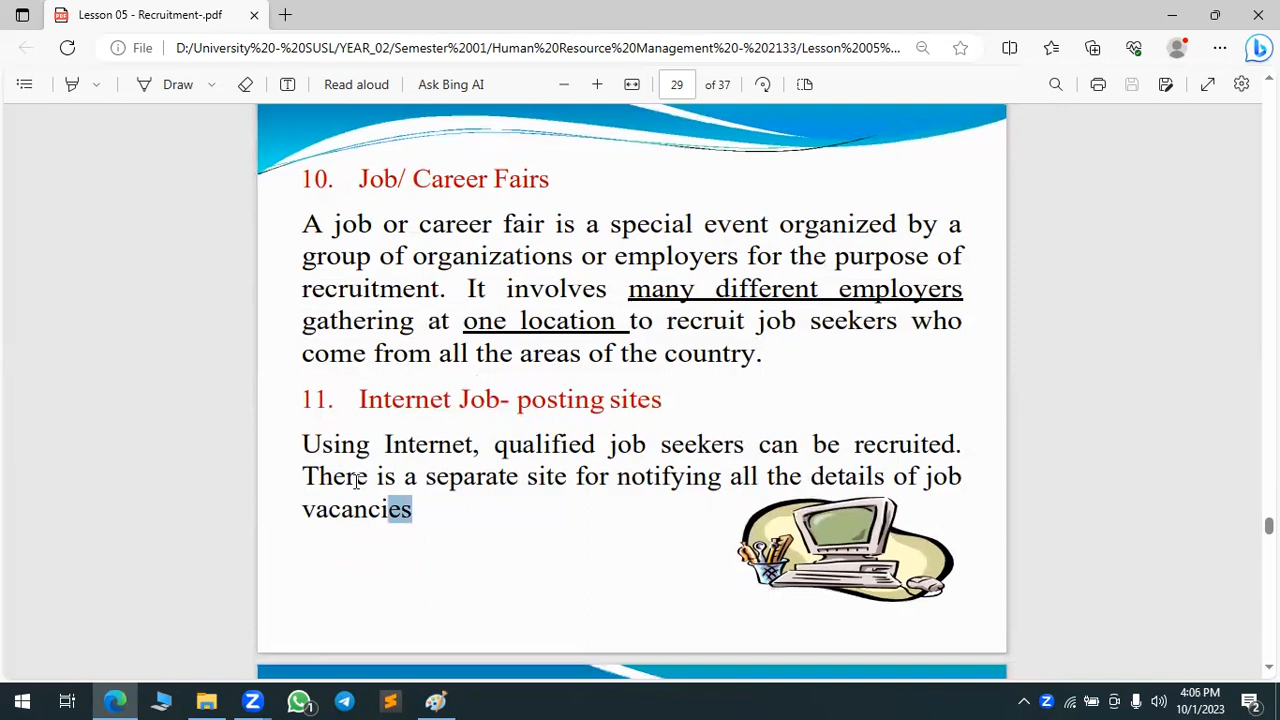 Lesson 05 - Recruitment-.pdf
File
D:/University%20-%20SUSL/YEAR_02/Semester%2001/Human%20Resource%20Management%20-%202133/Lesson%2005%...
Draw
Read aloud
Ask Bing AI
29 of 37
10. Job/ Career Fairs
A job or career fair is a special event organized by a
group of organizations or employers for the purpose of
recruitment. It involves many different employers
gathering at one location to recruit job seekers who
come from all the areas of the country.
11. Internet Job- posting sites
Using Internet, qualified job seekers can be recruited.
There is a separate site for notifying all the details of job
vacancies
1
4:06 PM
10/1/2023
2